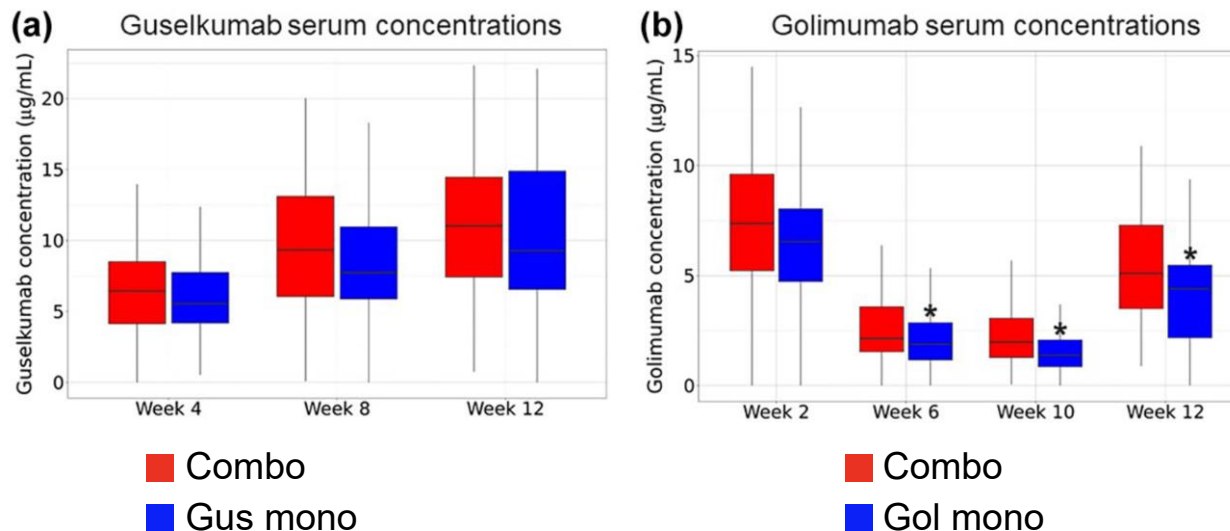 (a) Guselkumab serum concentrations
Guselkumab concentration (μg/mL)
20
15
10
5
0
Week 4 Week 8 Week 12
Combo
Gus mono
(b) Golimumab serum concentrations
Golimumab concentration (μg/mL)
15
10
5
0
* * *
Week 2 Week 6 Week 10 Week 12
Combo
Gol mono